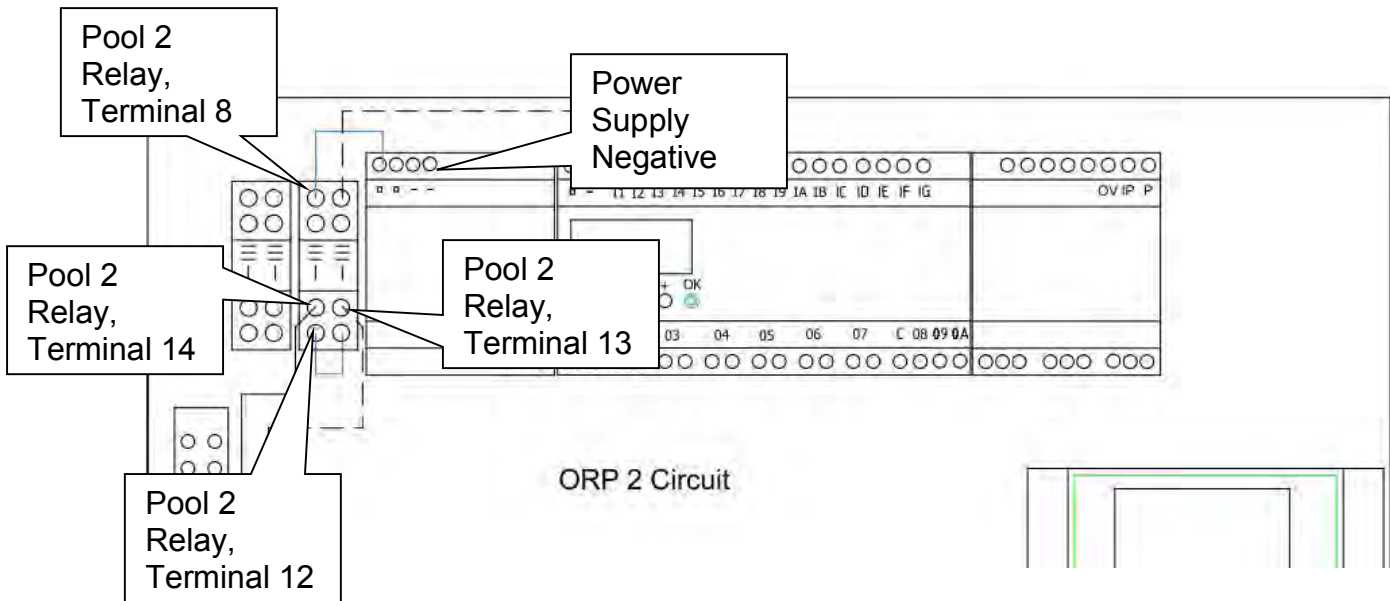 Pool 2
Relay,
Terminal 8
Power
Supply
Negative
I1 I2 I3 I4 I5 I6 I7 I8 I9 IA IB IC ID IE IF IG
0V IP P
Pool 2
Relay,
Terminal 14
Pool 2
Relay,
Terminal 13
+ OK
03 04 05 06 07 C 08 09 0A
ORP 2 Circuit
Pool 2
Relay,
Terminal 12